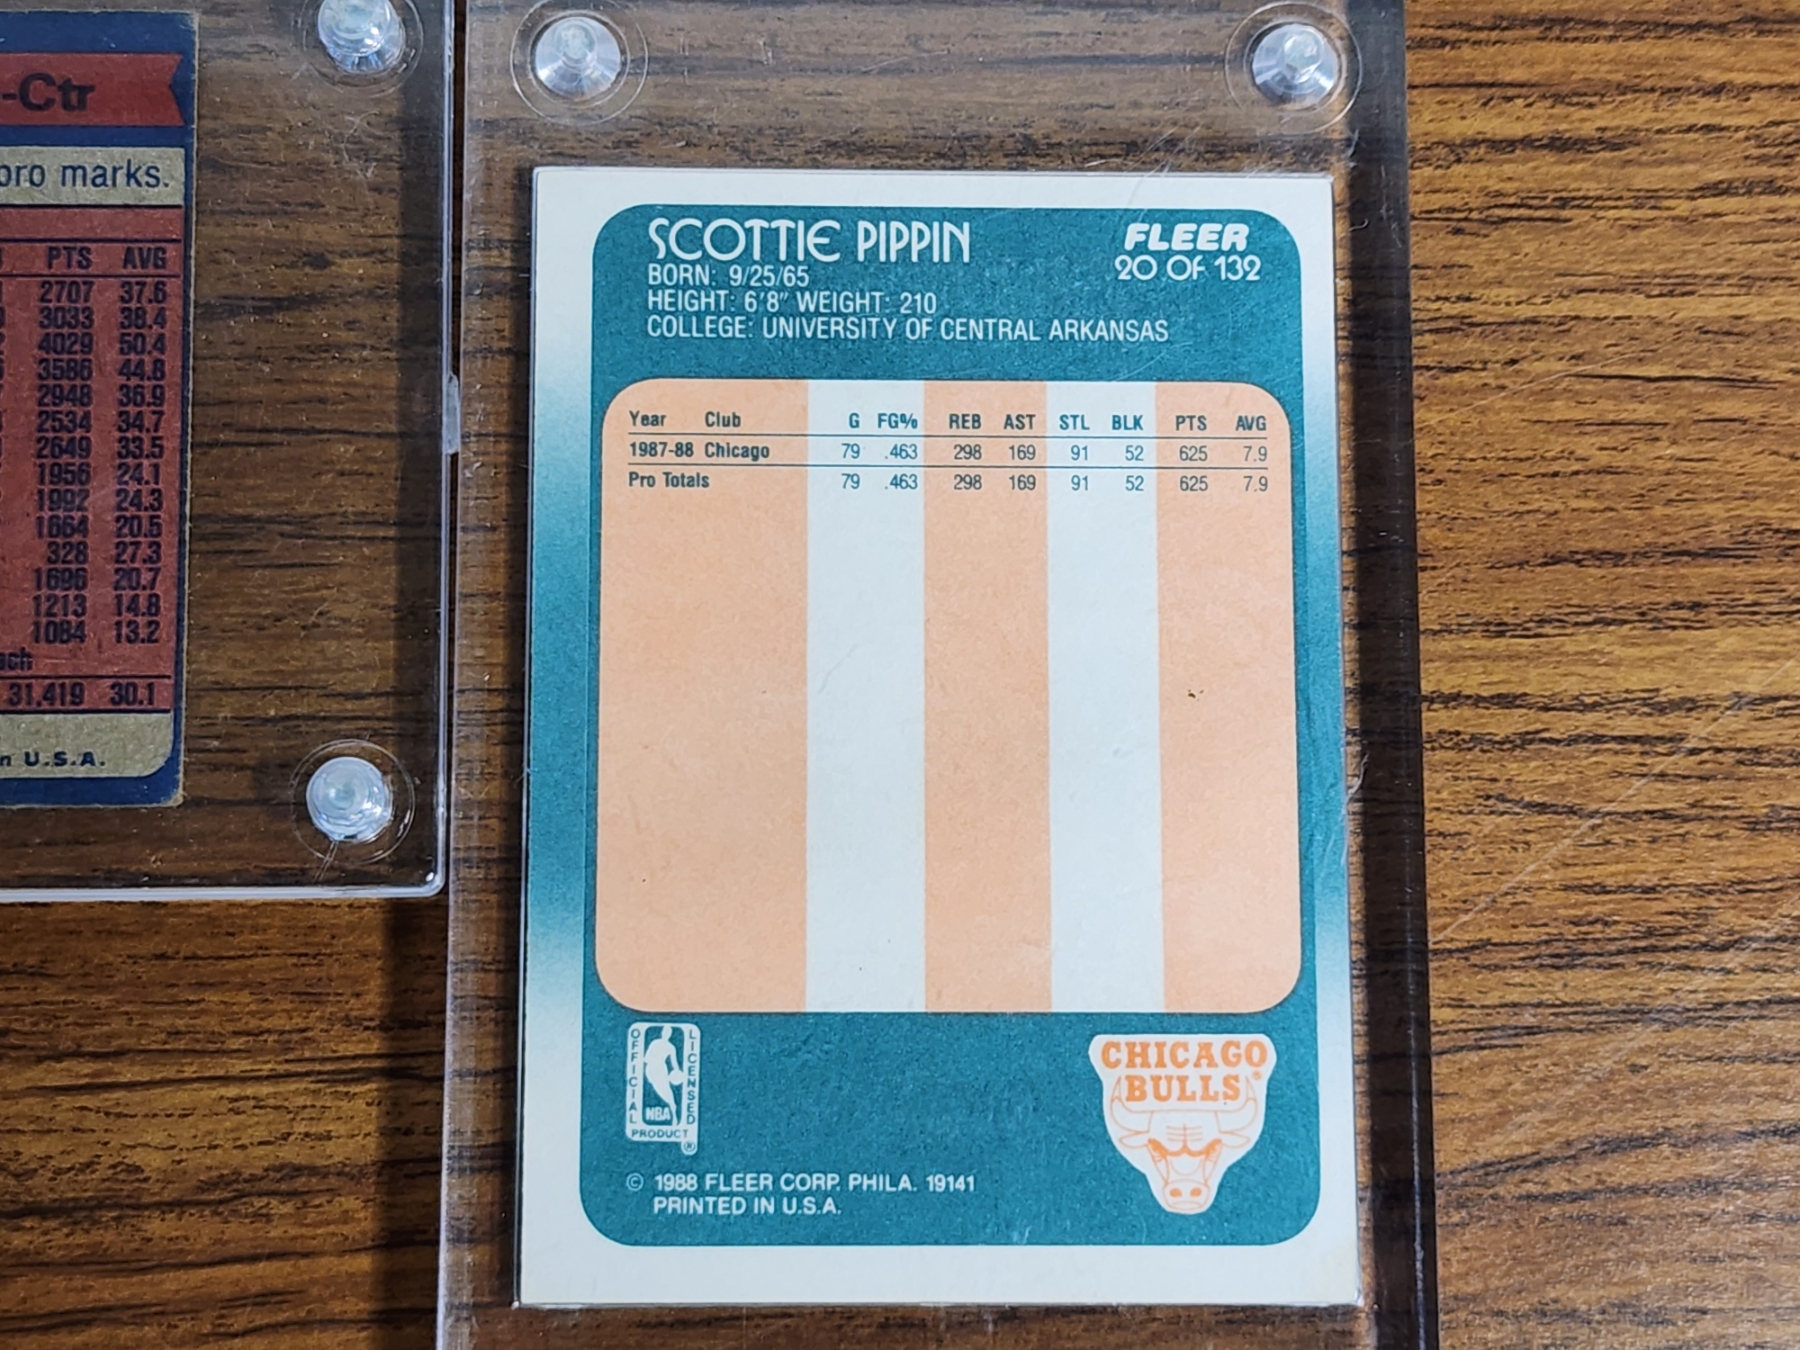 -Ctr
pro marks.
PTS AVG
2707 37.6
3033 38.4
4029 50.4
3586 44.8
2948 36.9
2534 34.7
2649 33.5
1956 24.1
1992 24.3
1664 20.5
328 27.3
1696 20.7
1213 14.8
1084 13.2
31,419 30.1
U.S.A.
SCOTTIE PIPPIN
BORN: 9/25/65
HEIGHT: 6'8" WEIGHT: 210
COLLEGE: UNIVERSITY OF CENTRAL ARKANSAS
FLEER
20 OF 132
Year Club G FG% REB AST STL BLK PTS AVG
1987-88 Chicago 79 .463 298 169 91 52 625 7.9
Pro Totals 79 .463 298 169 91 52 625 7.9
OFFICIAL LICENSED
NBA
PRODUCT
®
CHICAGO
BULLS
© 1988 FLEER CORP. PHILA. 19141
PRINTED IN U.S.A.